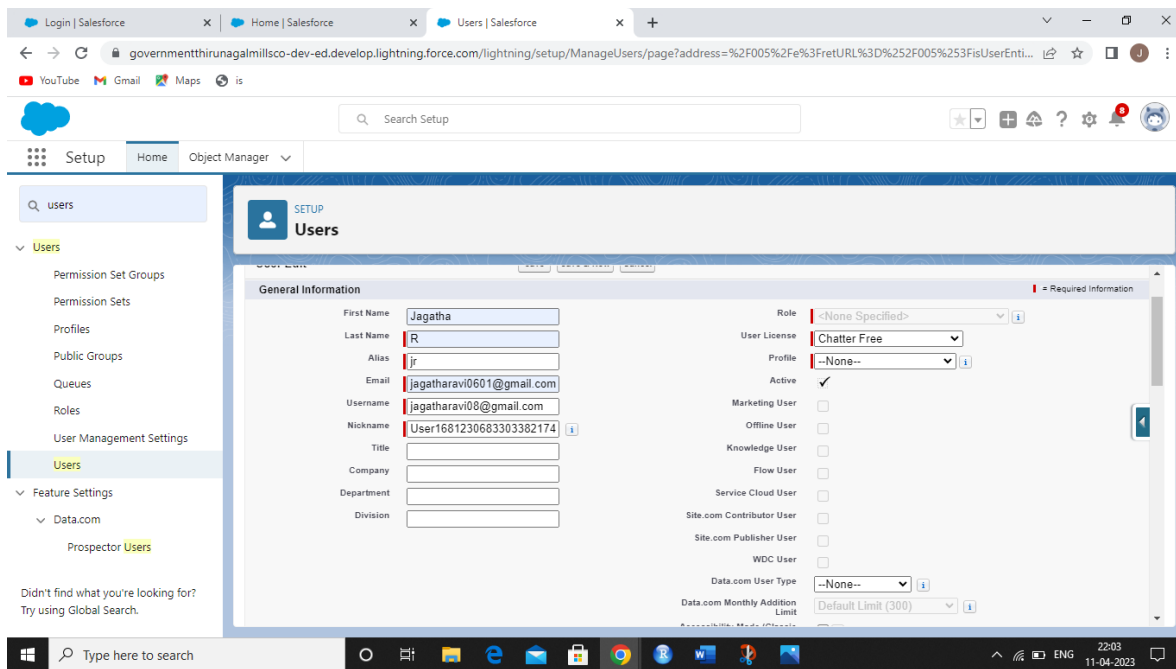 Login | Salesforce
Home | Salesforce
Users | Salesforce
governmentthirunagalmillsco-dev-ed.develop.lightning.force.com/lightning/setup/ManageUsers/page?address=%2F005%2Fe%3FretURL%3D%252F005%253FisUserEnti...
J
YouTube
Gmail
Maps
is
Search Setup
8
Setup
Home
Object Manager
users
Users
Permission Set Groups
Permission Sets
Profiles
Public Groups
Queues
Roles
User Management Settings
Users
Feature Settings
Data.com
Prospector Users
Didn't find what you're looking for?
Try using Global Search.
SETUP
Users
General Information
= Required Information
First Name Jagatha
Last Name R
Alias jr
Email jagatharavi0601@gmail.com
Username jagatharavi08@gmail.com
Nickname User1681230683303382174 i
Title
Company
Department
Division
Role <None Specified> i
User License Chatter Free
Profile --None-- i
Active
Marketing User
Offline User
Knowledge User
Flow User
Service Cloud User
Site.com Contributor User
Site.com Publisher User
WDC User
Data.com User Type --None-- i
Data.com Monthly Addition
Limit
Default Limit (300) i
Type here to search
ENG
22:03
11-04-2023